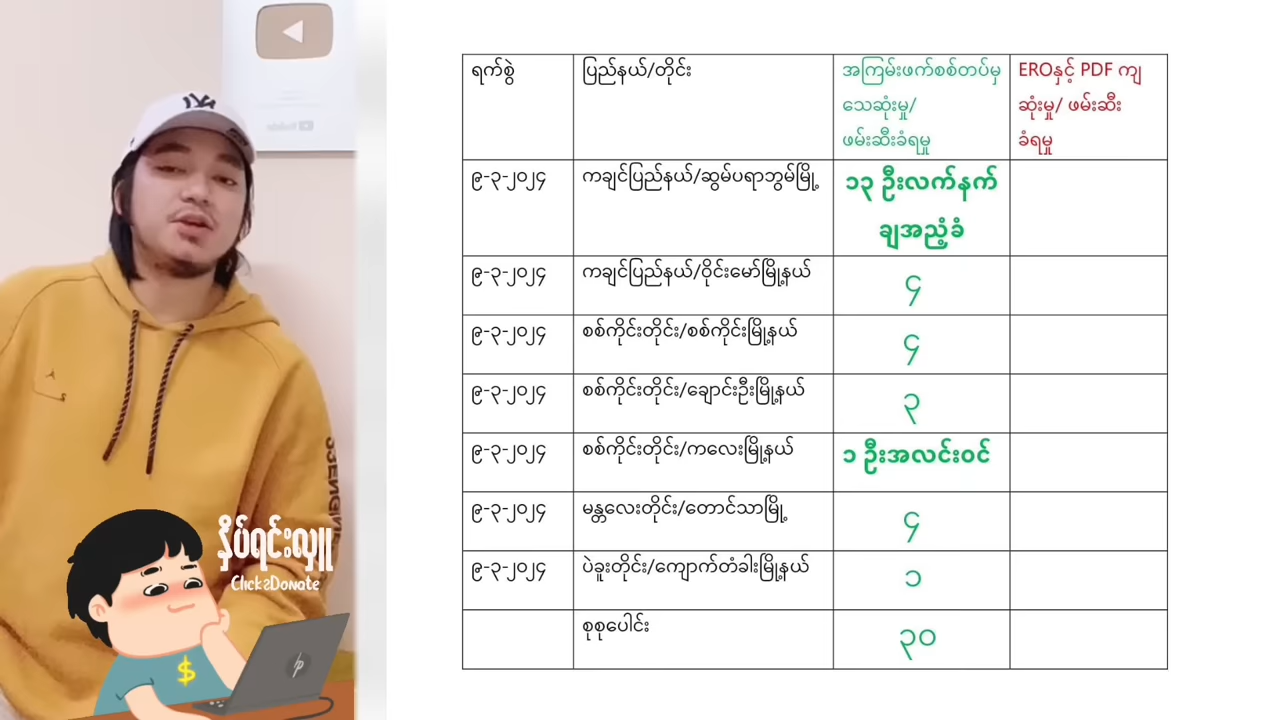 ရက်စွဲ
ပြည်နယ်/တိုင်း
အကြမ်းဖက်စစ်တပ်မှ
သေဆုံးမှု/
ဖမ်းဆီးခံရမှု
EROနှင့် PDF ကျ
ဆုံးမှု/ ဖမ်းဆီး
ခံရမှု
၉-၃-၂၀၂၄
ကချင်ပြည်နယ်/ဆွမ်ပရာဘွမ်မြို့
၁၃ ဦးလက်နက်
ချအညံ့ခံ
၉-၃-၂၀၂၄
ကချင်ပြည်နယ်/ဝိုင်းမော်မြို့နယ်
၄
၉-၃-၂၀၂၄
စစ်ကိုင်းတိုင်း/စစ်ကိုင်းမြို့နယ်
၄
၉-၃-၂၀၂၄
စစ်ကိုင်းတိုင်း/ချောင်းဦးမြို့နယ်
၃
၉-၃-၂၀၂၄
စစ်ကိုင်းတိုင်း/ကလေးမြို့နယ်
၁ ဦးအလင်းဝင်
၉-၃-၂၀၂၄
မန္တလေးတိုင်း/တောင်သာမြို့
၄
၉-၃-၂၀၂၄
ပဲခူးတိုင်း/ကျောက်တံခါးမြို့နယ်
၁
စုစုပေါင်း
၃၀
နှိပ်ရင်းလှူ
Click2Donate
$
hp